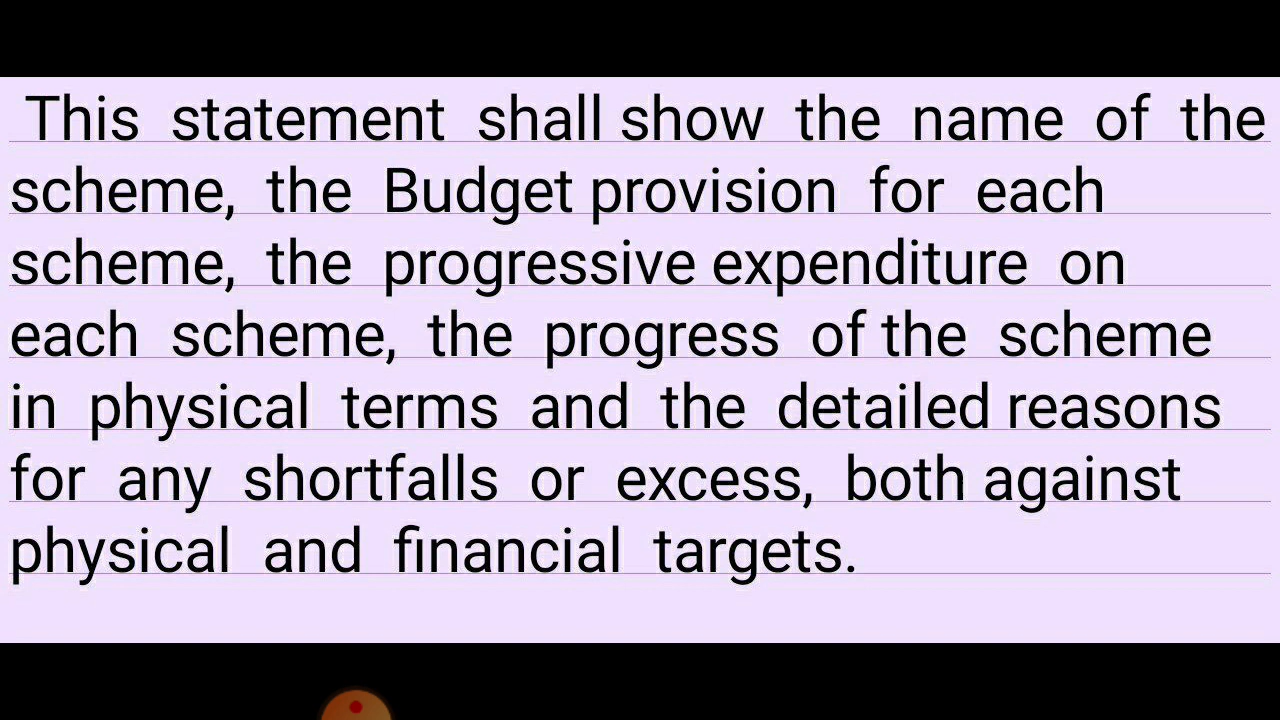 This statement shall show the name of the
scheme, the Budget provision for each
scheme, the progressive expenditure on
each scheme, the progress of the scheme
in physical terms and the detailed reasons
for any shortfalls or excess, both against
physical and financial targets.